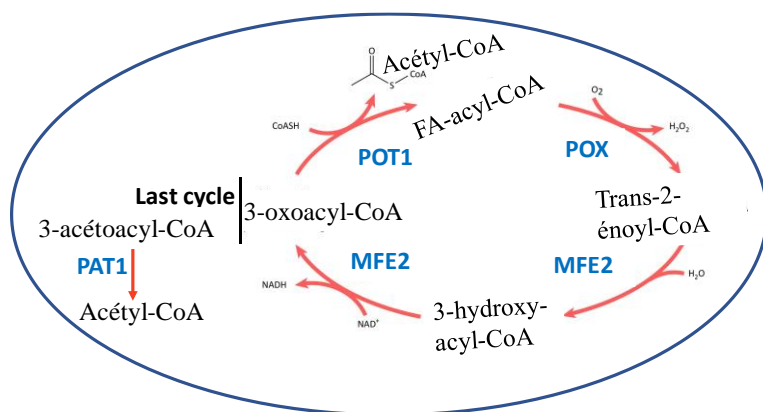 O
Acétyl-CoA
S
CoA
FA-acyl-CoA
O₂
H₂O₂
CoASH
POT1
POX
Last cycle
3-oxoacyl-CoA
Trans-2-
énoyl-CoA
3-acétoacyl-CoA
PAT1
MFE2
MFE2
NADH
H₂O
Acétyl-CoA
NAD⁺
3-hydroxy-
acyl-CoA